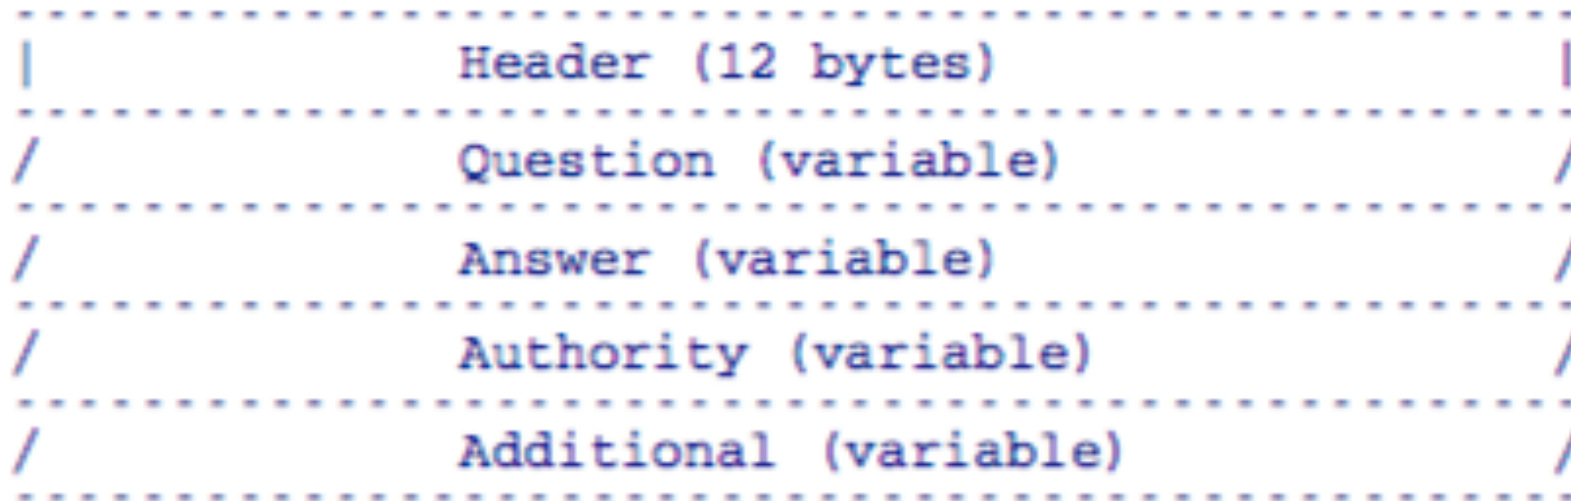 | Header (12 bytes) |
/ Question (variable) /
/ Answer (variable) /
/ Authority (variable) /
/ Additional (variable) /